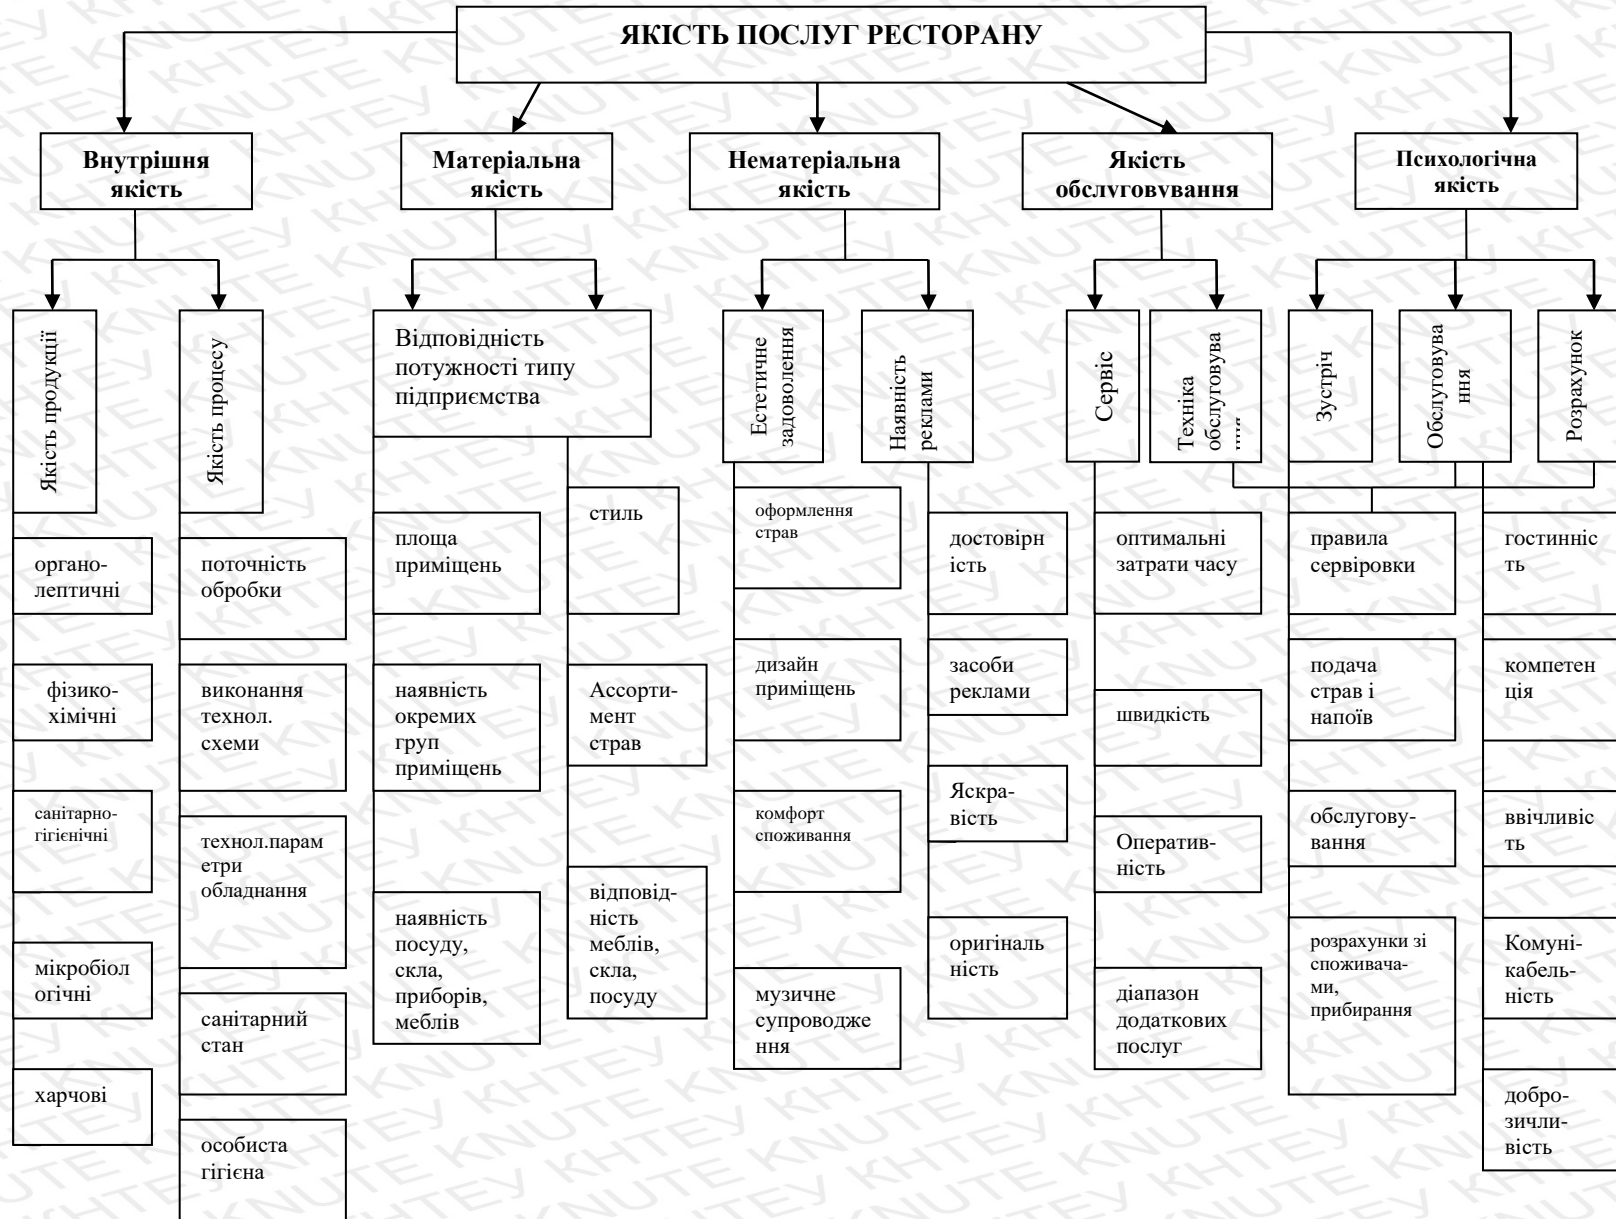 ЯКІСТЬ ПОСЛУГ РЕСТОРАНУ
Внутрішня
якість
Матеріальна
якість
Нематеріальна
якість
Якість
обслуговування
Психологічна
якість
Якість продукції
Якість процесу
Відповідність
потужності типу
підприємства
Естетичне
задоволення
Наявність
реклами
Сервіс
Техніка
обслуговува
Зустріч
Обслуговува
ння
Розрахунок
органо-
лептичні
фізико-
хімічні
санітарно-
гігієнічні
мікробіол
огічні
харчові
поточність
обробки
виконання
технол.
схеми
технол.парам
етри
обладнання
санітарний
стан
особиста
гігієна
площа
приміщень
наявність
окремих
груп
приміщень
наявність
посуду,
скла,
приборів,
меблів
стиль
Ассорти-
мент
страв
відповід-
ність
меблів,
скла,
посуду
оформлення
страв
дизайн
приміщень
комфорт
споживання
музичне
супроводже
ння
достовірн
ість
засоби
реклами
Яскра-
вість
оригіналь
ність
оптимальні
затрати часу
швидкість
Оператив-
ність
діапазон
додаткових
послуг
правила
сервіровки
подача
страв і
напоїв
обслугову-
вання
розрахунки зі
споживача-
ми,
прибирання
гостинніс
ть
компетен
ція
ввічливіс
ть
Комуні-
кабель-
ність
добро-
зичли-
вість